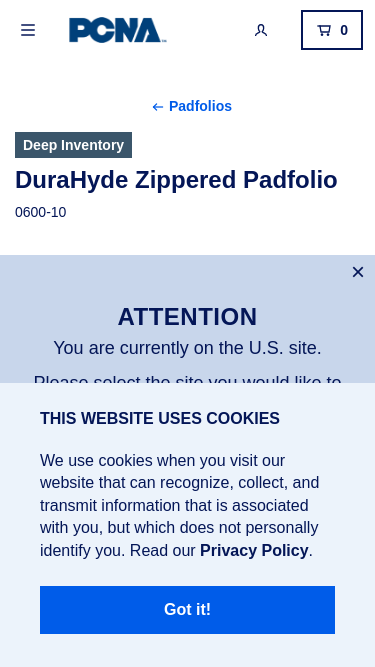 PCNA
0
← Padfolios
Deep Inventory
DuraHyde Zippered Padfolio
0600-10
ATTENTION
You are currently on the U.S. site.
Please select the site you would like to
THIS WEBSITE USES COOKIES
We use cookies when you visit our
website that can recognize, collect, and
transmit information that is associated
with you, but which does not personally
identify you. Read our Privacy Policy.
Got it!